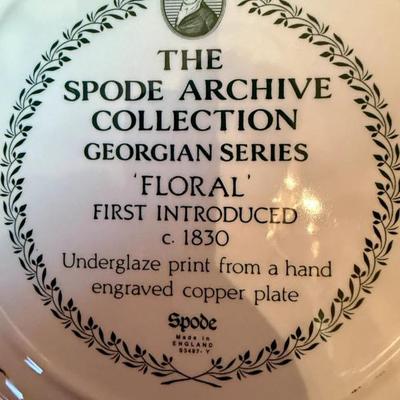 THE
SPODE ARCHIVE
COLLECTION
GEORGIAN SERIES
'FLORAL'
FIRST INTRODUCED
c. 1830
Underglaze print from a hand
engraved copper plate
Spode
Made in
ENGLAND
S3487-Y